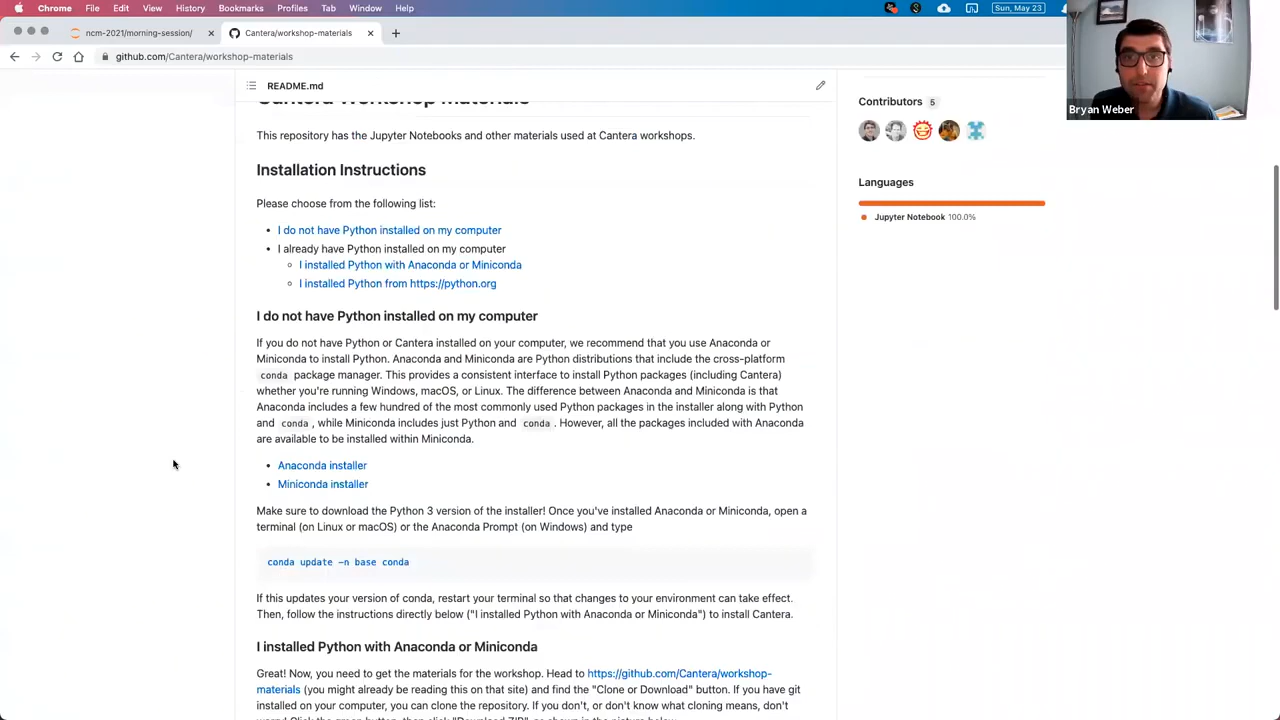 Chrome File Edit View History Bookmarks Profiles Tab Window Help Sun, May 23
ncm-2021/morning-session/
Cantera/workshop-materials
github.com/Cantera/workshop-materials
Bryan Weber
README.md
Cantera Workshop Materials
This repository has the Jupyter Notebooks and other materials used at Cantera workshops.
Installation Instructions
Please choose from the following list:
I do not have Python installed on my computer
I already have Python installed on my computer
I installed Python with Anaconda or Miniconda
I installed Python from https://python.org
I do not have Python installed on my computer
If you do not have Python or Cantera installed on your computer, we recommend that you use Anaconda or
Miniconda to install Python. Anaconda and Miniconda are Python distributions that include the cross-platform
conda package manager. This provides a consistent interface to install Python packages (including Cantera)
whether you're running Windows, macOS, or Linux. The difference between Anaconda and Miniconda is that
Anaconda includes a few hundred of the most commonly used Python packages in the installer along with Python
and conda , while Miniconda includes just Python and conda . However, all the packages included with Anaconda
are available to be installed within Miniconda.
Anaconda installer
Miniconda installer
Make sure to download the Python 3 version of the installer! Once you've installed Anaconda or Miniconda, open a
terminal (on Linux or macOS) or the Anaconda Prompt (on Windows) and type
conda update -n base conda
If this updates your version of conda, restart your terminal so that changes to your environment can take effect.
Then, follow the instructions directly below ("I installed Python with Anaconda or Miniconda") to install Cantera.
I installed Python with Anaconda or Miniconda
Great! Now, you need to get the materials for the workshop. Head to https://github.com/Cantera/workshop-
materials (you might already be reading this on that site) and find the "Clone or Download" button. If you have git
installed on your computer, you can clone the repository. If you don't, or don't know what cloning means, don't
Contributors 5
Languages
Jupyter Notebook 100.0%